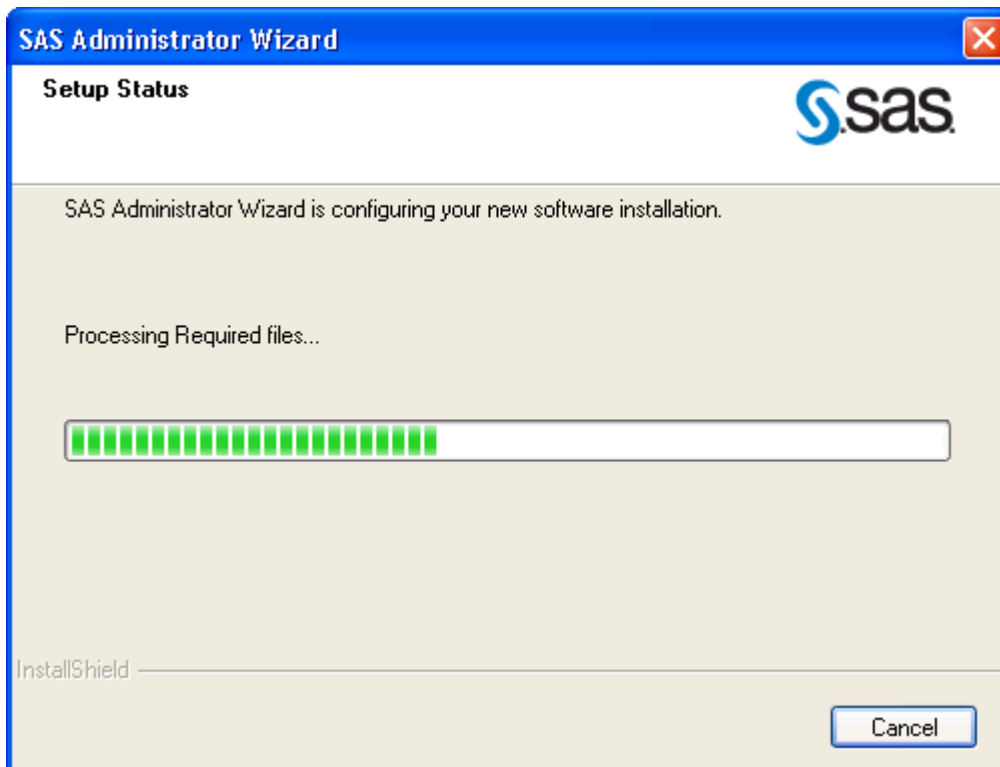 SAS Administrator Wizard
Setup Status
sas
SAS Administrator Wizard is configuring your new software installation.
Processing Required files...
InstallShield
Cancel